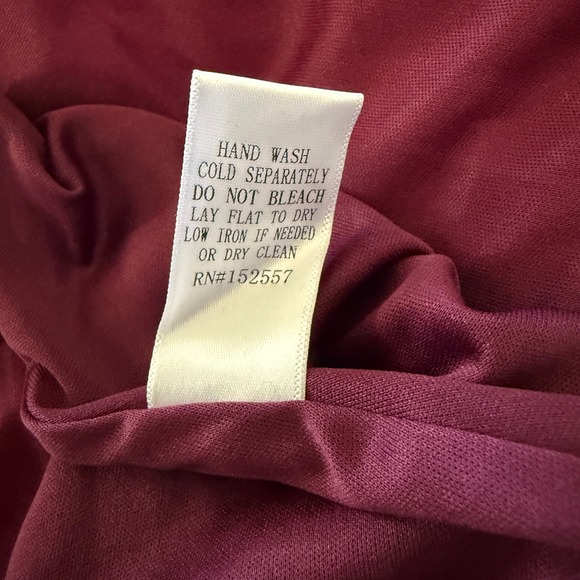 HAND WASH
COLD SEPARATELY
DO NOT BLEACH
LAY FLAT TO DRY
LOW IRON IF NEEDED
OR DRY CLEAN
RN#152557